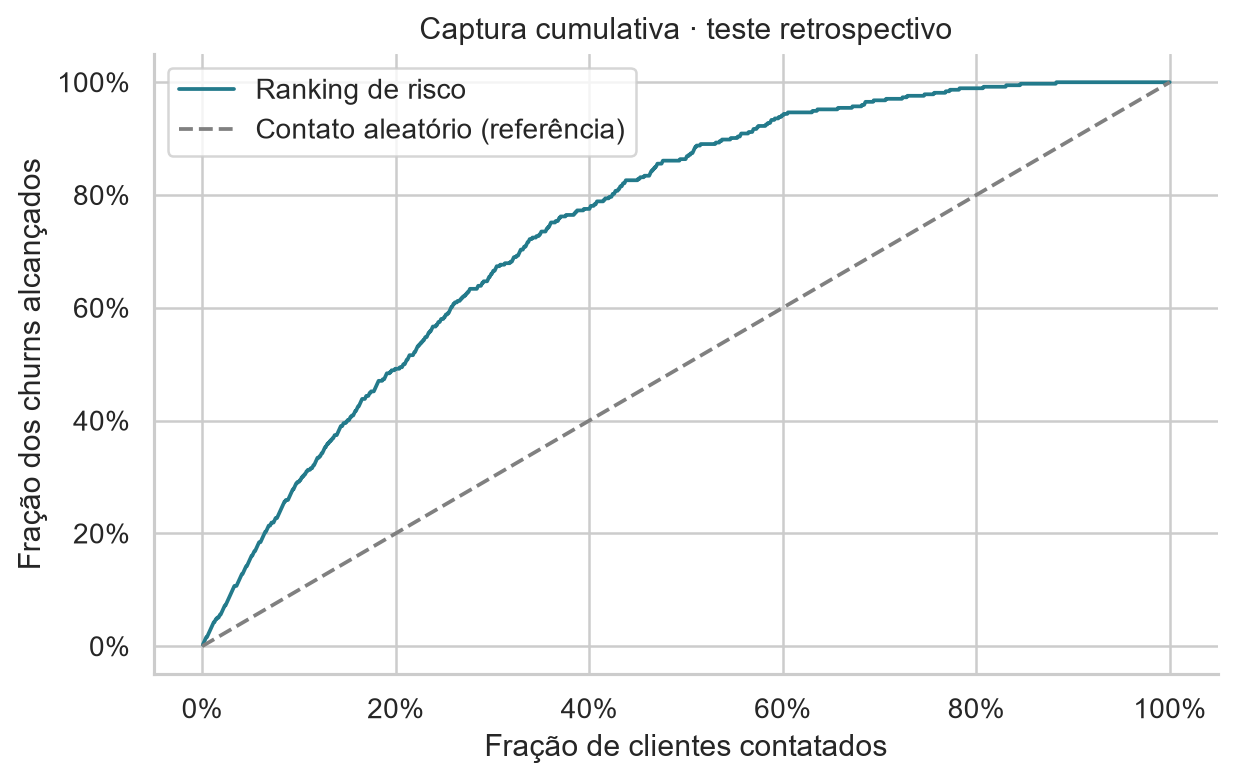 Captura cumulativa · teste retrospectivo
Ranking de risco
Contato aleatório (referência)
Fração dos churns alcançados
100%
80%
60%
40%
20%
0%
0%
20%
40%
60%
80%
100%
Fração de clientes contatados